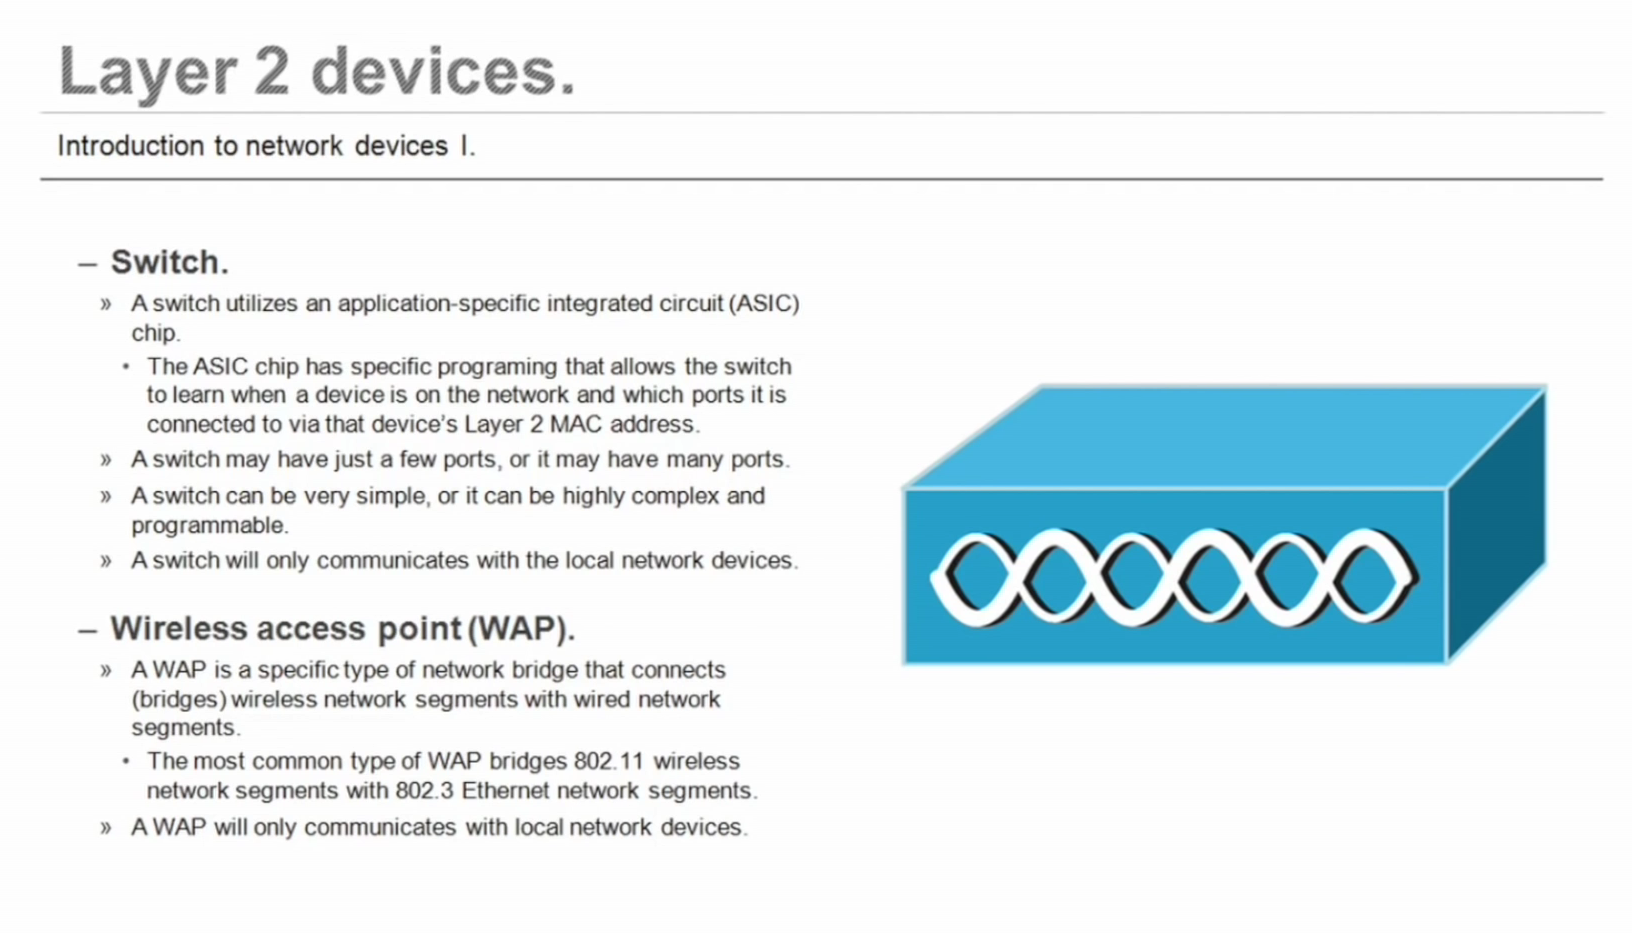 Layer 2 devices.
Introduction to network devices I.
– Switch.
» A switch utilizes an application-specific integrated circuit (ASIC)
chip.
• The ASIC chip has specific programing that allows the switch
to learn when a device is on the network and which ports it is
connected to via that device's Layer 2 MAC address.
» A switch may have just a few ports, or it may have many ports.
» A switch can be very simple, or it can be highly complex and
programmable.
» A switch will only communicates with the local network devices.
– Wireless access point (WAP).
» A WAP is a specific type of network bridge that connects
(bridges) wireless network segments with wired network
segments.
• The most common type of WAP bridges 802.11 wireless
network segments with 802.3 Ethernet network segments.
» A WAP will only communicates with local network devices.